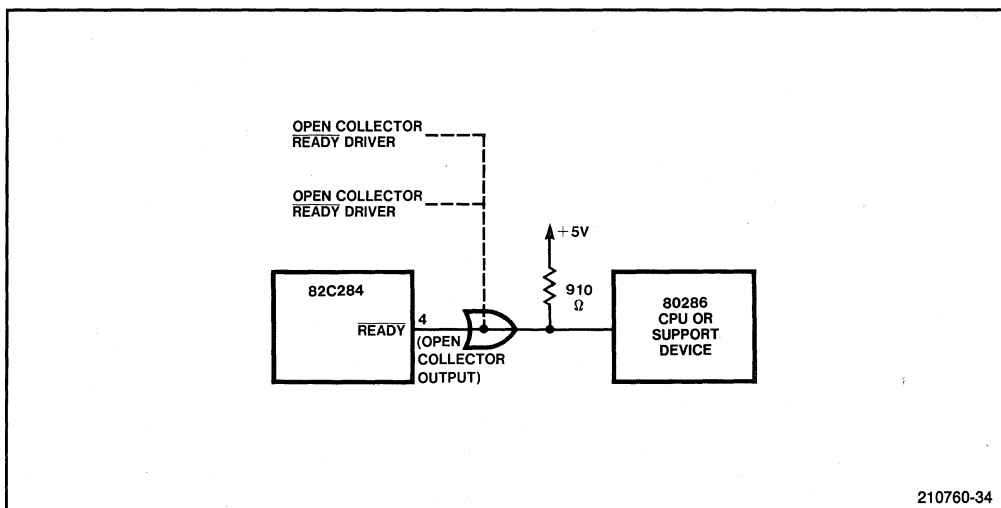 OPEN COLLECTOR
READY DRIVER
OPEN COLLECTOR
READY DRIVER
+5V
82C284
910
Ω
READY
4
(OPEN
COLLECTOR
OUTPUT)
80286
CPU OR
SUPPORT
DEVICE
210760-34